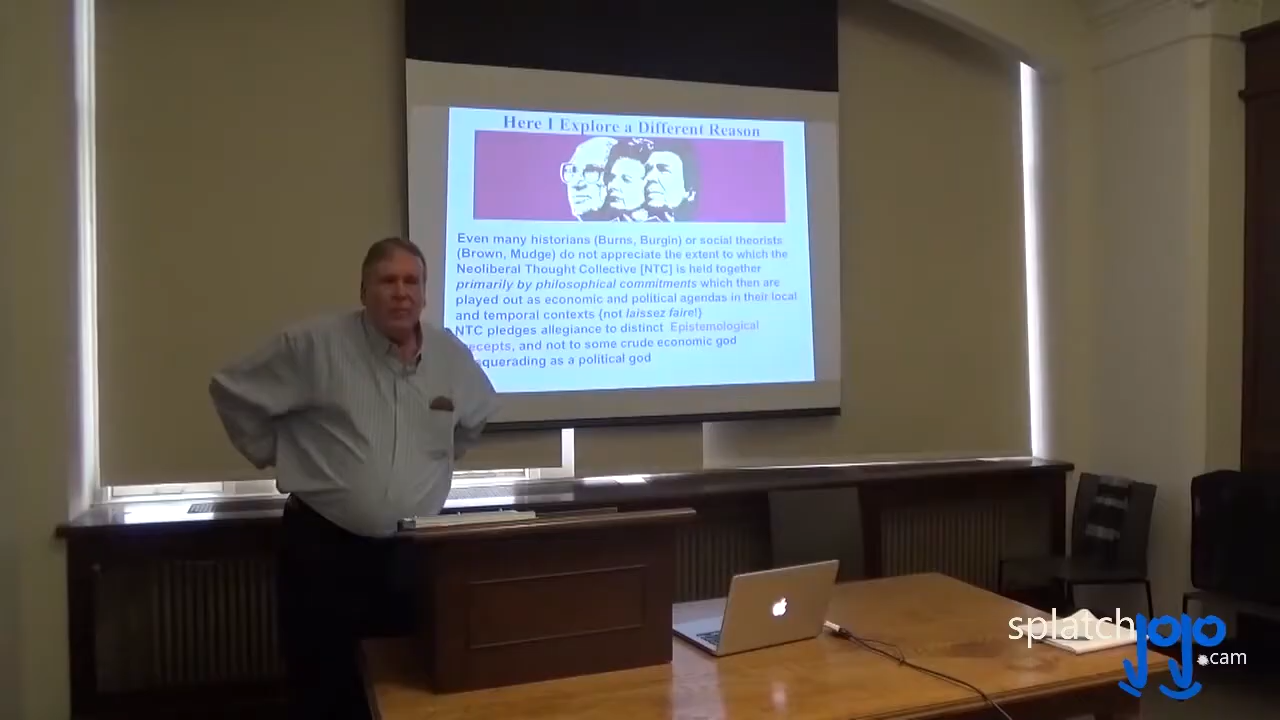 Here I Explore a Different Reason
Even many historians (Burns, Burgin) or social theorists
(Brown, Mudge) do not appreciate the extent to which the
Neoliberal Thought Collective [NTC] is held together
primarily by philosophical commitments which then are
played out as economic and political agendas in their local
and temporal contexts {not laissez faire!}
NTC pledges allegiance to distinct Epistemological
ecepts, and not to some crude economic god
squerading as a political god
splatch
JoJo
.cam